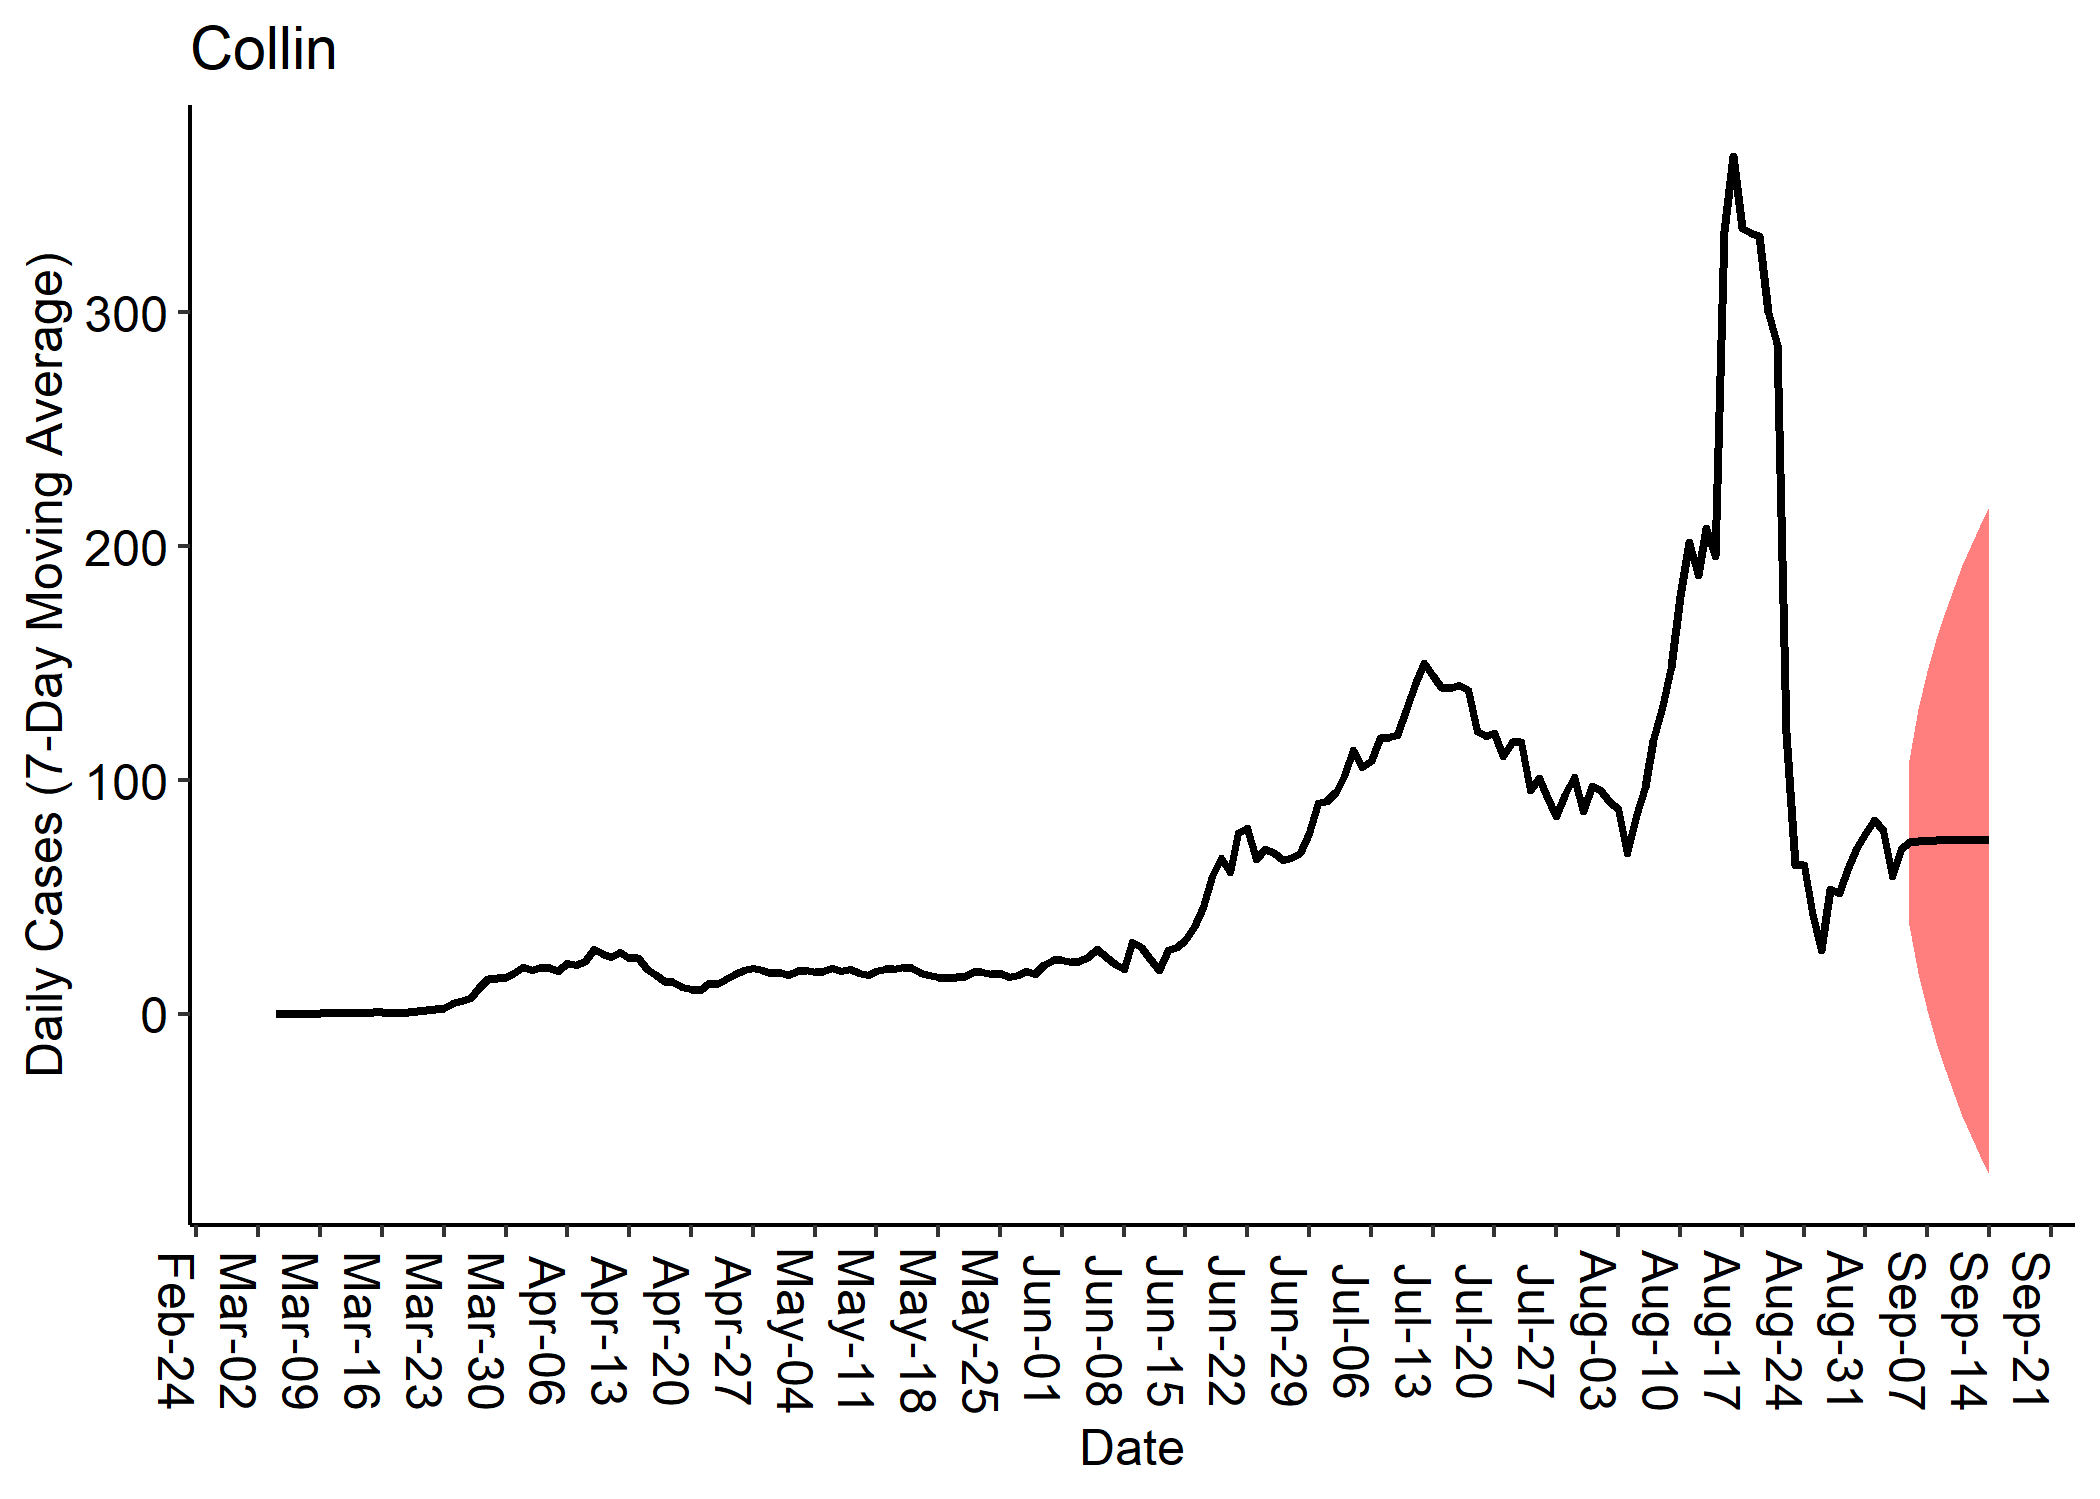 Collin
Daily Cases (7-Day Moving Average)
300
200
100
0
Feb-24
Mar-02
Mar-09
Mar-16
Mar-23
Mar-30
Apr-06
Apr-13
Apr-20
Apr-27
May-04
May-11
May-18
May-25
Jun-01
Jun-08
Jun-15
Jun-22
Jun-29
Jul-06
Jul-13
Jul-20
Jul-27
Aug-03
Aug-10
Aug-17
Aug-24
Aug-31
Sep-07
Sep-14
Sep-21
Date